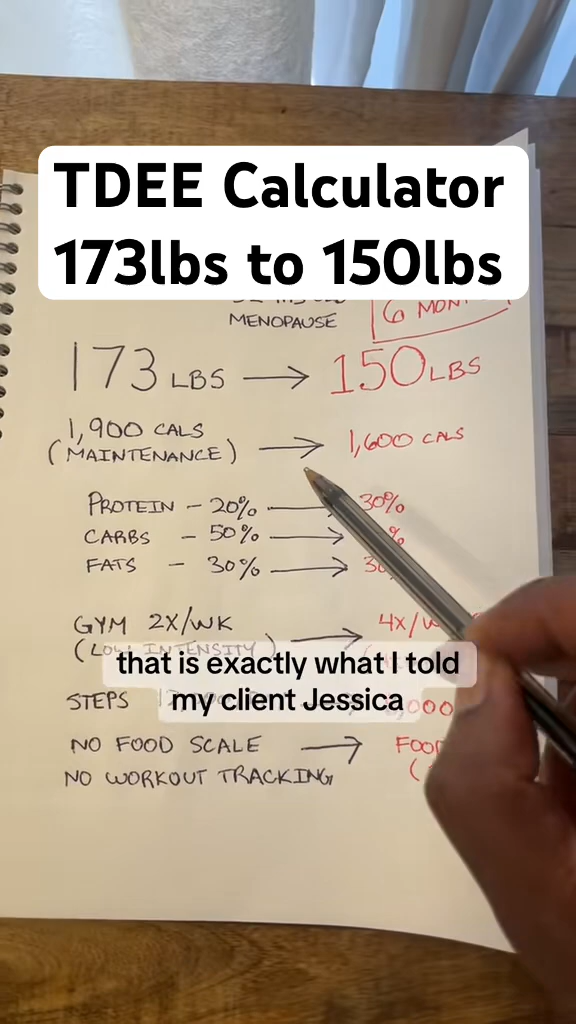 TDEE Calculator
173lbs to 150lbs
MENOPAUSE
6 MONT
173 LBS → 150 LBS
1,900 CALS
(MAINTENANCE) → 1,600 CALS
PROTEIN - 20% → 30%
CARBS - 50% → %
FATS - 30% →
GYM 2X/WK
(LOW INTENSITY) → 4X/W
that is exactly what I told
my client Jessica
STEPS
NO FOOD SCALE →
NO WORKOUT TRACKING